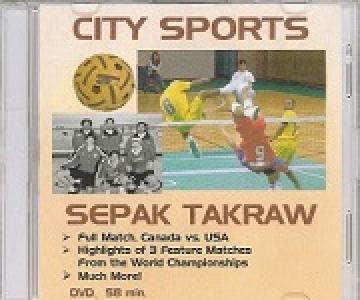 CITY SPORTS
SEPAK TAKRAW
➢ Full Match, Canada vs. USA
➢ Highlights of 3 Feature Matches
From the World Championships
➢ Much More!
DVD, 58 min.